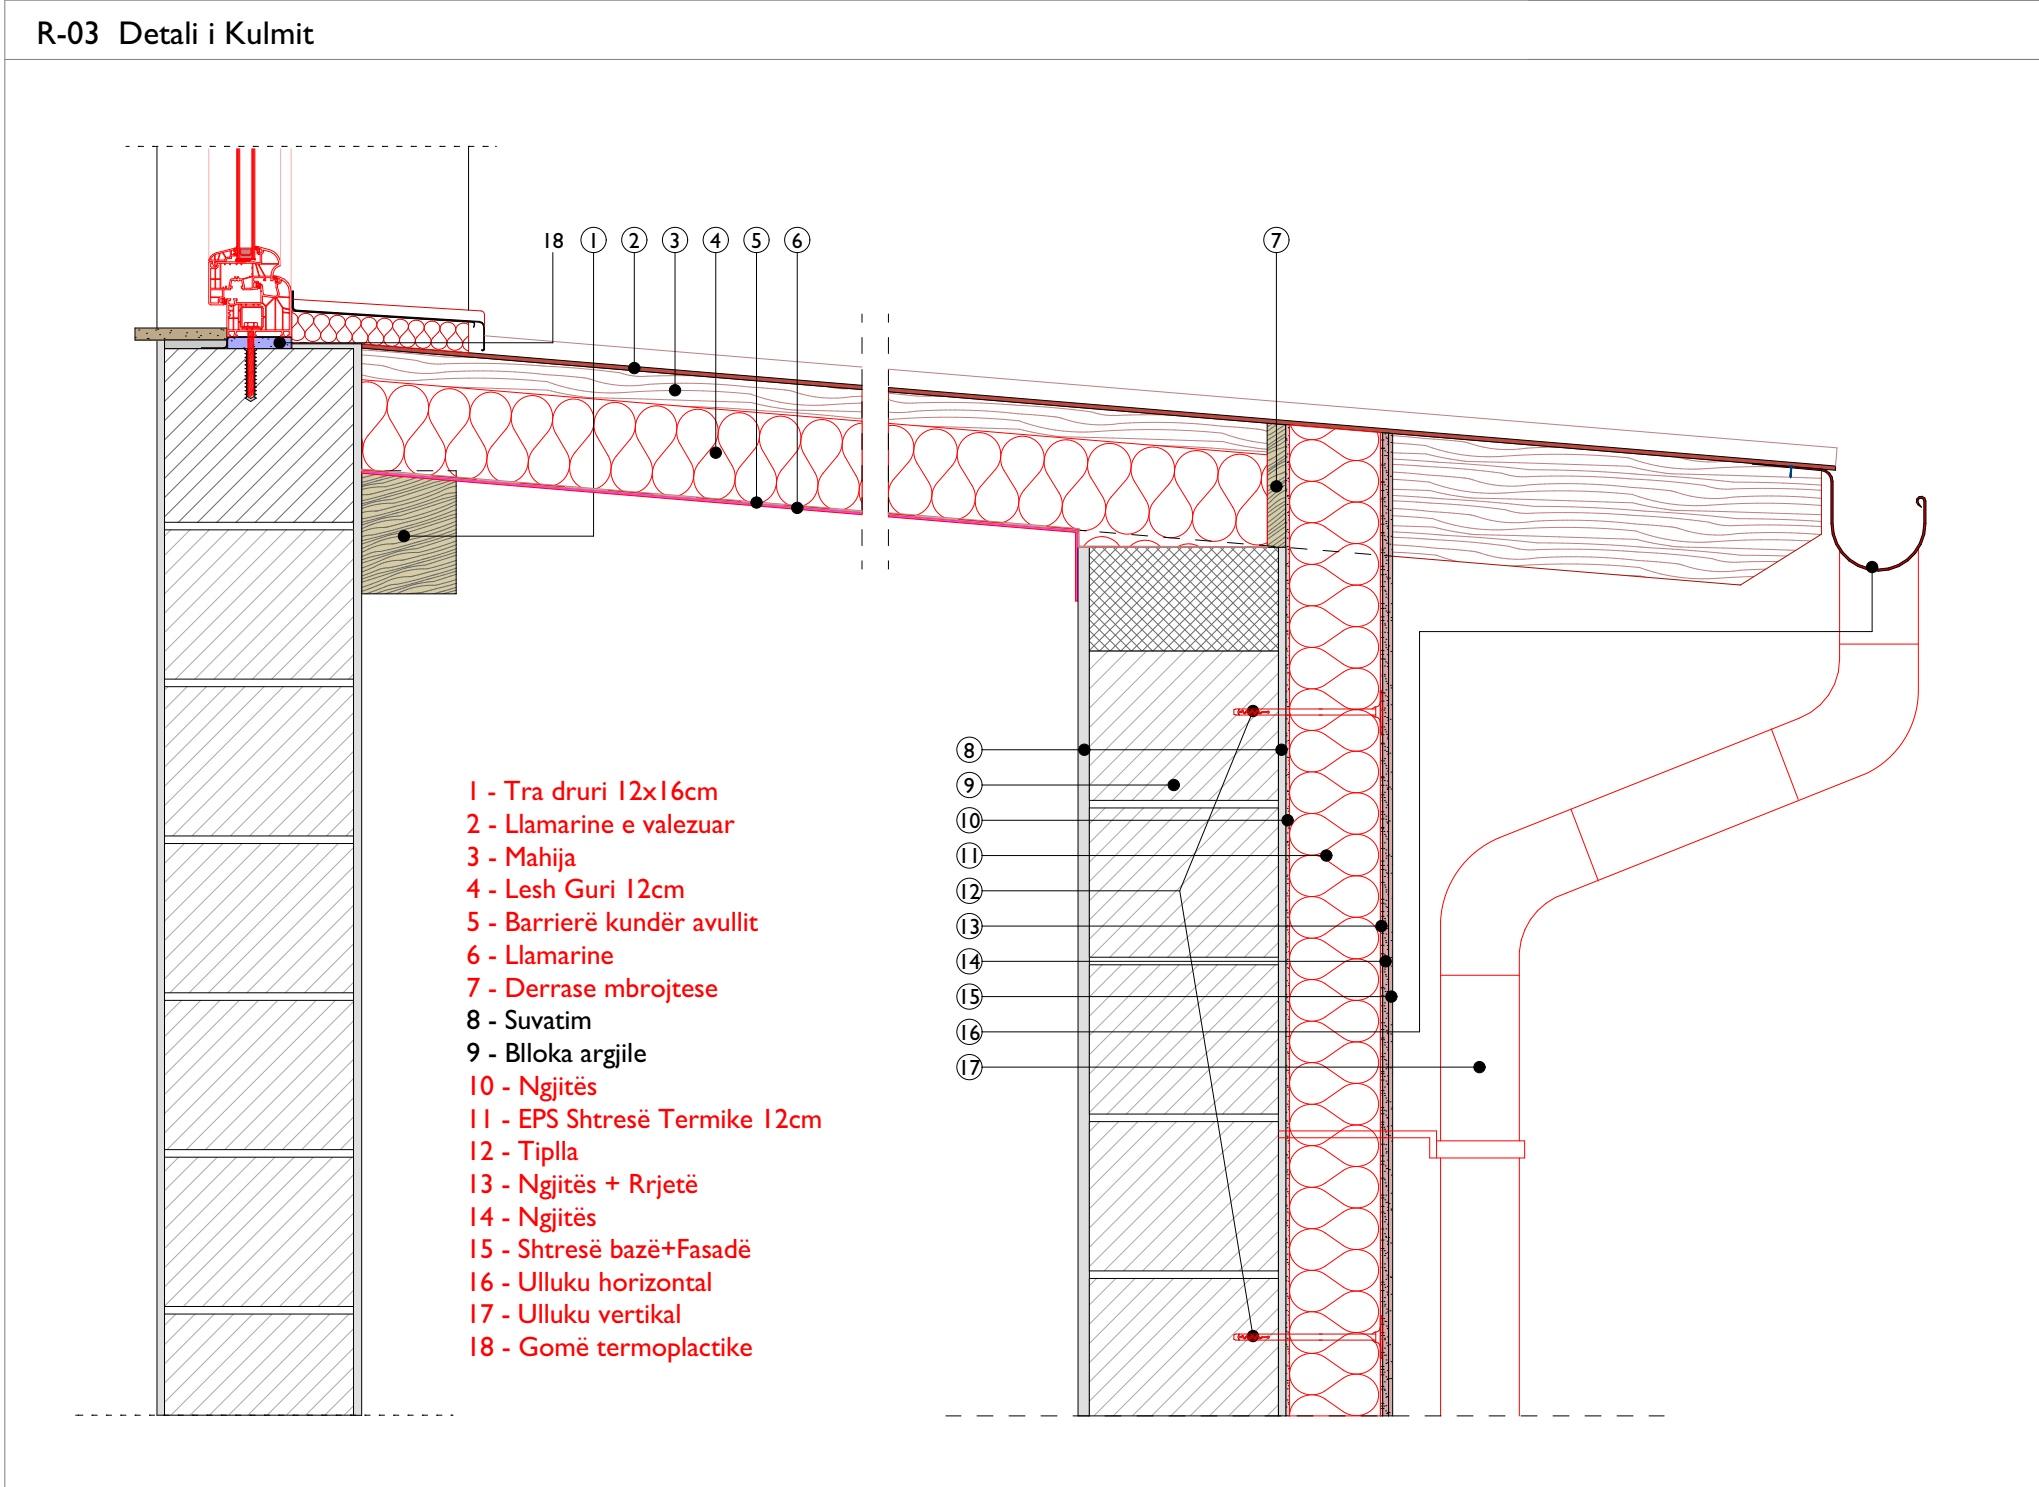 R-03 Detali i Kulmit
18 1 2 3 4 5 6 7
8
9
10
11
12
13
14
15
16
17
1 - Tra druri 12x16cm
2 - Llamarine e valezuar
3 - Mahija
4 - Lesh Guri 12cm
5 - Barrierë kundër avullit
6 - Llamarine
7 - Derrase mbrojtese
8 - Suvatim
9 - Blloka argjile
10 - Ngjitës
11 - EPS Shtresë Termike 12cm
12 - Tiplla
13 - Ngjitës + Rrjetë
14 - Ngjitës
15 - Shtresë bazë+Fasadë
16 - Ulluku horizontal
17 - Ulluku vertikal
18 - Gomë termoplactike